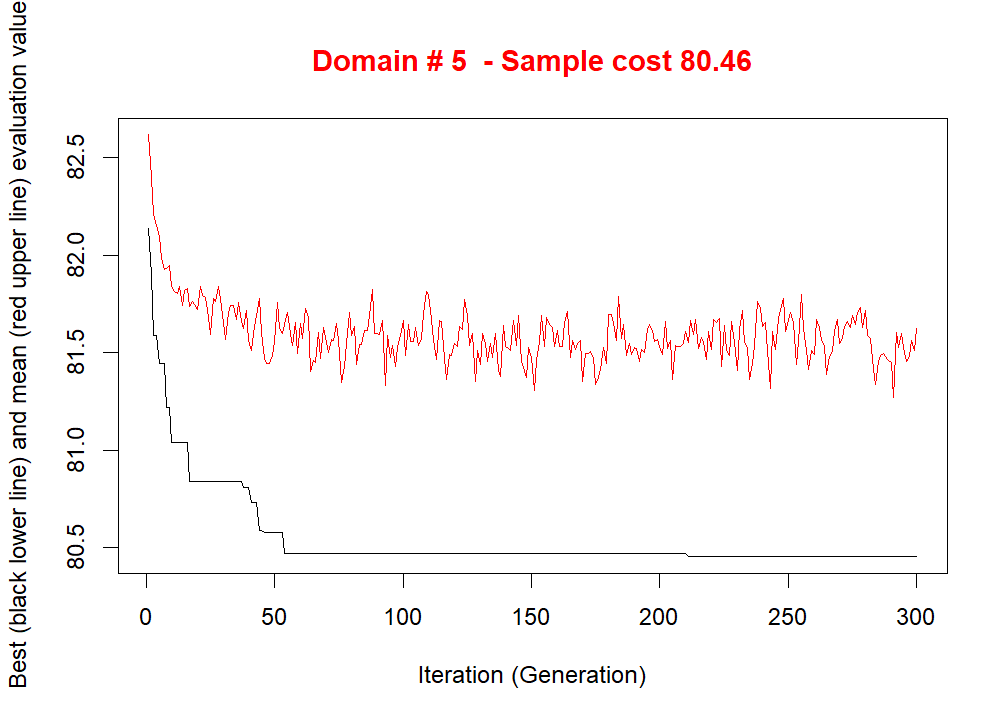 Domain # 5  - Sample cost 80.46
Best (black lower line) and mean (red upper line) evaluation value
82.5
82.0
81.5
81.0
80.5
0 50 100 150 200 250 300
Iteration (Generation)